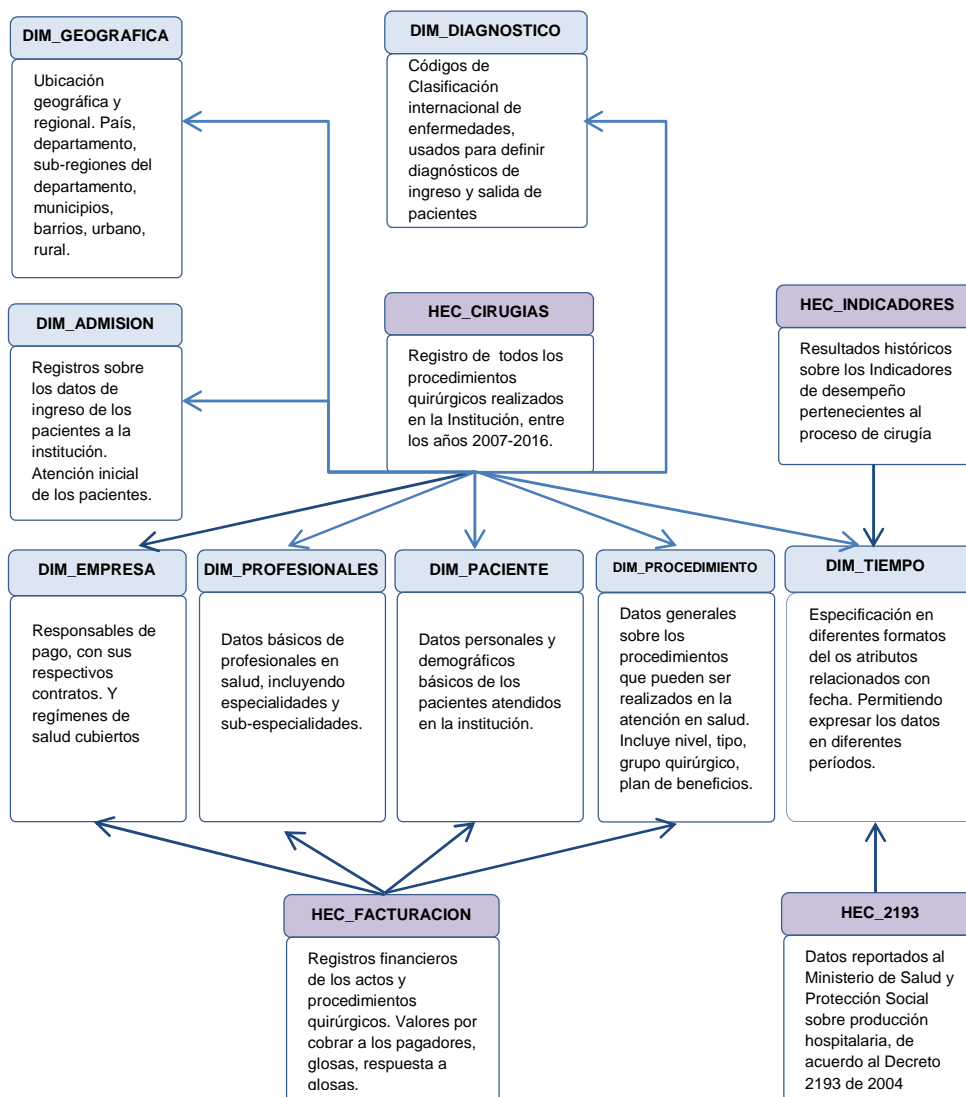 DIM_GEOGRAFICA
Ubicación
geográfica y
regional. País,
departamento,
sub-regiones del
departamento,
municipios,
barrios, urbano,
rural.
DIM_DIAGNOSTICO
Códigos de
Clasificación
internacional de
enfermedades,
usados para definir
diagnósticos de
ingreso y salida de
pacientes
DIM_ADMISION
Registros sobre
los datos de
ingreso de los
pacientes a la
institución.
Atención inicial
de los pacientes.
HEC_CIRUGIAS
Registro de todos los
procedimientos
quirúrgicos realizados
en la Institución, entre
los años 2007-2016.
HEC_INDICADORES
Resultados históricos
sobre los Indicadores
de desempeño
pertenecientes al
proceso de cirugía
DIM_EMPRESA
Responsables de
pago, con sus
respectivos
contratos. Y
regímenes de
salud cubiertos
DIM_PROFESIONALES
Datos básicos de
profesionales en
salud, incluyendo
especialidades y
sub-especialidades.
DIM_PACIENTE
Datos personales y
demográficos
básicos de los
pacientes atendidos
en la institución.
DIM_PROCEDIMIENTO
Datos generales
sobre los
procedimientos
que pueden ser
realizados en la
atención en salud.
Incluye nivel, tipo,
grupo quirúrgico,
plan de beneficios.
DIM_TIEMPO
Especificación en
diferentes formatos
del os atributos
relacionados con
fecha. Permitiendo
expresar los datos
en diferentes
períodos.
HEC_FACTURACION
Registros financieros
de los actos y
procedimientos
quirúrgicos. Valores por
cobrar a los pagadores,
glosas, respuesta a
glosas.
HEC_2193
Datos reportados al
Ministerio de Salud y
Protección Social
sobre producción
hospitalaria, de
acuerdo al Decreto
2193 de 2004